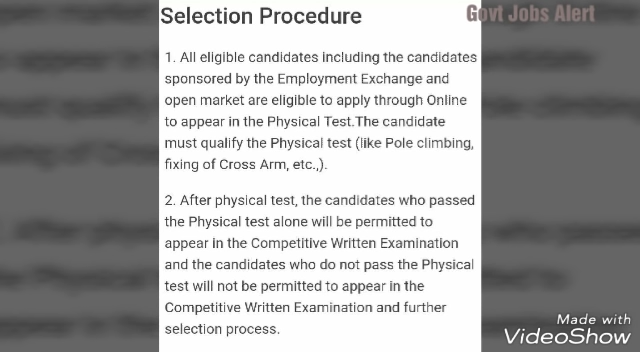 Selection Procedure
Govt Jobs Alert
1. All eligible candidates including the candidates
sponsored by the Employment Exchange and
open market are eligible to apply through Online
to appear in the Physical Test.The candidate
must qualify the Physical test (like Pole climbing,
fixing of Cross Arm, etc.,).
2. After physical test, the candidates who passed
the Physical test alone will be permitted to
appear in the Competitive Written Examination
and the candidates who do not pass the Physical
test will not be permitted to appear in the
Competitive Written Examination and further
selection process.
Made with
VideoShow